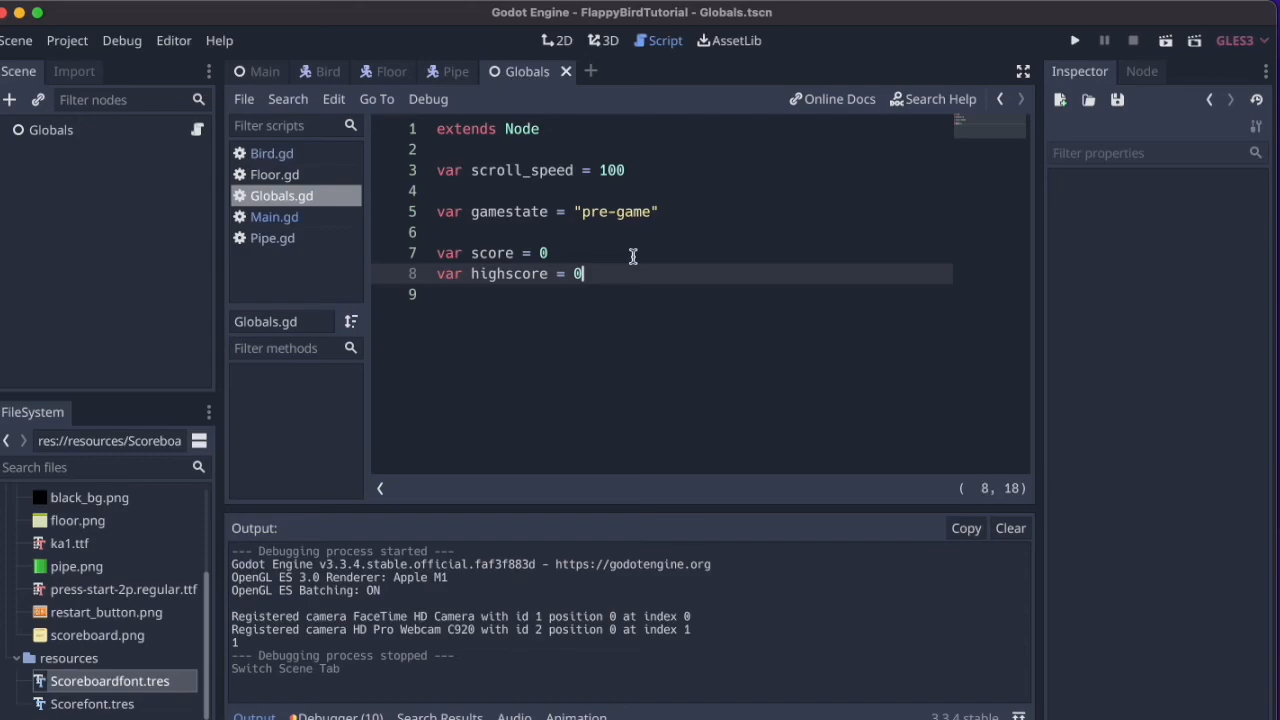 Godot Engine - FlappyBirdTutorial - Globals.tscn
Scene Project Debug Editor Help
2D 3D Script AssetLib
GLES3
Scene Import
Main Bird Floor Pipe Globals
Inspector Node
Filter nodes
File Search Edit Go To Debug
Online Docs Search Help
Globals
Filter scripts
Bird.gd
Floor.gd
Globals.gd
Main.gd
Pipe.gd
Globals.gd
Filter methods
1 extends Node
2
3 var scroll_speed = 100
4
5 var gamestate = "pre-game"
6
7 var score = 0
8 var highscore = 0
9
( 8, 18)
Filter properties
FileSystem
res://resources/Scoreboa
Search files
black_bg.png
floor.png
ka1.ttf
pipe.png
press-start-2p.regular.ttf
restart_button.png
scoreboard.png
resources
Scoreboardfont.tres
Scorefont.tres
Output:
Copy Clear
--- Debugging process started ---
Godot Engine v3.3.4.stable.official.faf3f883d - https://godotengine.org
OpenGL ES 3.0 Renderer: Apple M1
OpenGL ES Batching: ON
Registered camera FaceTime HD Camera with id 1 position 0 at index 0
Registered camera HD Pro Webcam C920 with id 2 position 0 at index 1
1
--- Debugging process stopped ---
Switch Scene Tab
Output Debugger (10) Search Results Audio Animation
3.3.4.stable